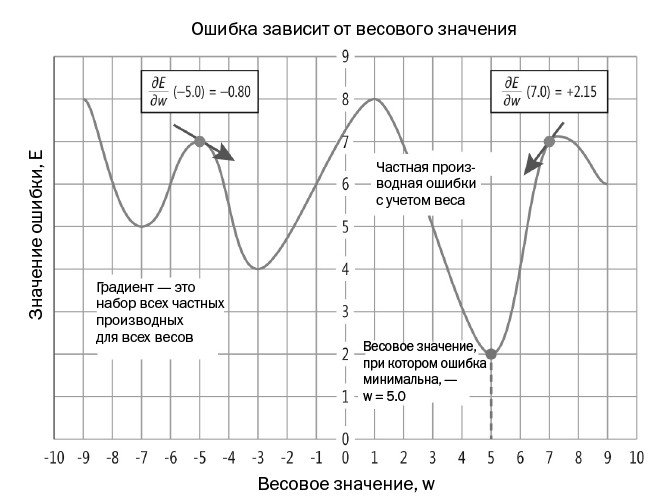 Ошибка зависит от весового значения
∂E/∂w (−5.0) = −0.80
∂E/∂w (7.0) = +2.15
Частная произ-
водная ошибки
с учетом веса
Градиент — это
набор всех частных
производных
для всех весов
Весовое значение,
при котором ошибка
минимальна, —
w = 5.0
Значение ошибки, E
9
8
7
6
5
4
3
2
1
0
-10 -9 -8 -7 -6 -5 -4 -3 -2 -1 0 1 2 3 4 5 6 7 8 9 10
Весовое значение, w